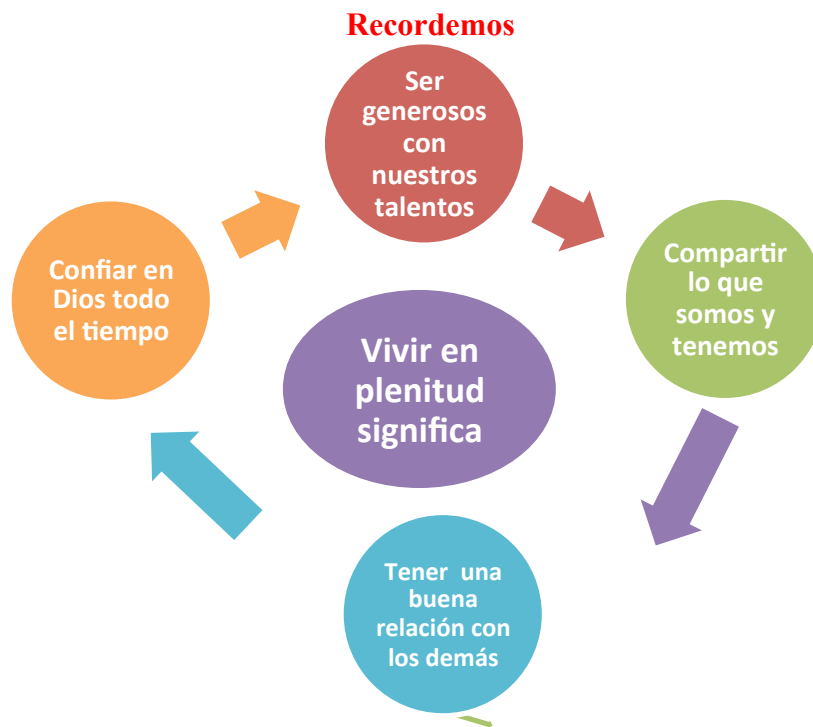 Recordemos
Ser
generosos
con
nuestros
talentos
Compartir
lo que
somos y
tenemos
Confiar en
Dios todo
el tiempo
Vivir en
plenitud
significa
Tener una
buena
relación con
los demás